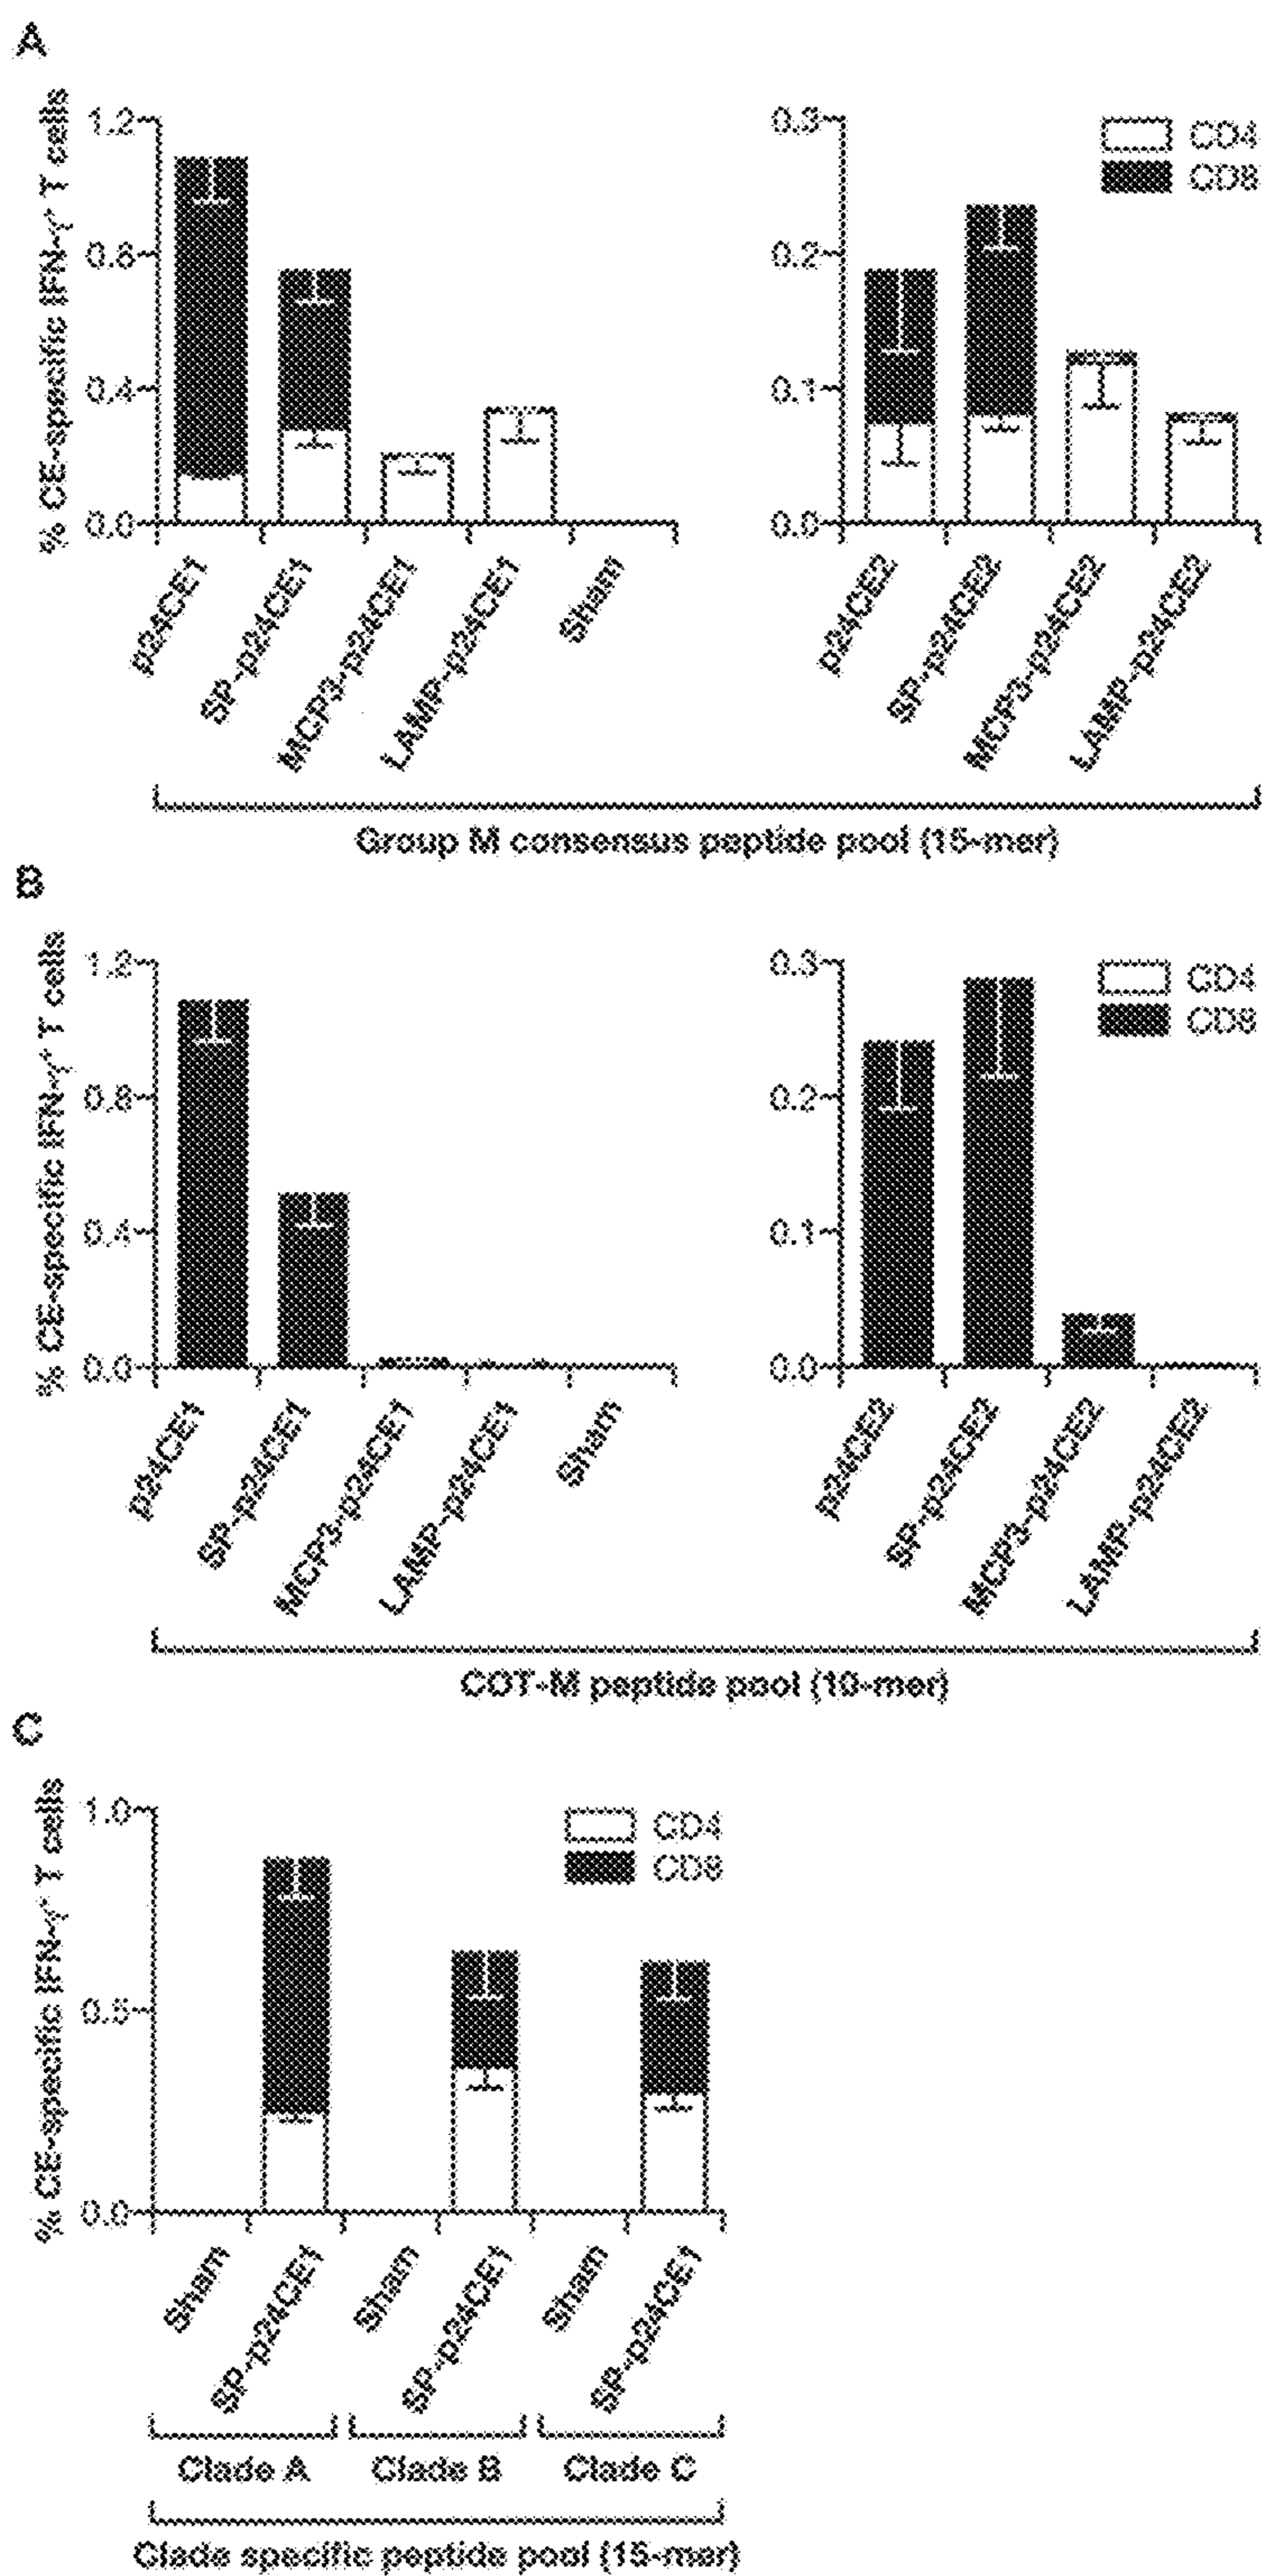 A
% CE-specific IFN-γ+ T cells
1.2
0.8
0.4
0.0
p24CE1
SP-p24CE1
MCP3-p24CE1
LAMP-p24CE1
Sham
0.3
0.2
0.1
0.0
CD4
CD8
p24CE2
SP-p24CE2
MCP3-p24CE2
LAMP-p24CE2
Group M consensus peptide pool (15-mer)
B
% CE-specific IFN-γ+ T cells
1.2
0.8
0.4
0.0
p24CE1
SP-p24CE1
MCP3-p24CE1
LAMP-p24CE1
Sham
0.3
0.2
0.1
0.0
CD4
CD8
p24CE2
SP-p24CE2
MCP3-p24CE2
LAMP-p24CE2
COT-M peptide pool (10-mer)
C
% CE-specific IFN-γ+ T cells
1.0
0.5
0.0
CD4
CD8
Sham
SP-p24CE1
Sham
SP-p24CE1
Sham
SP-p24CE1
Clade A Clade B Clade C
Clade specific peptide pool (15-mer)